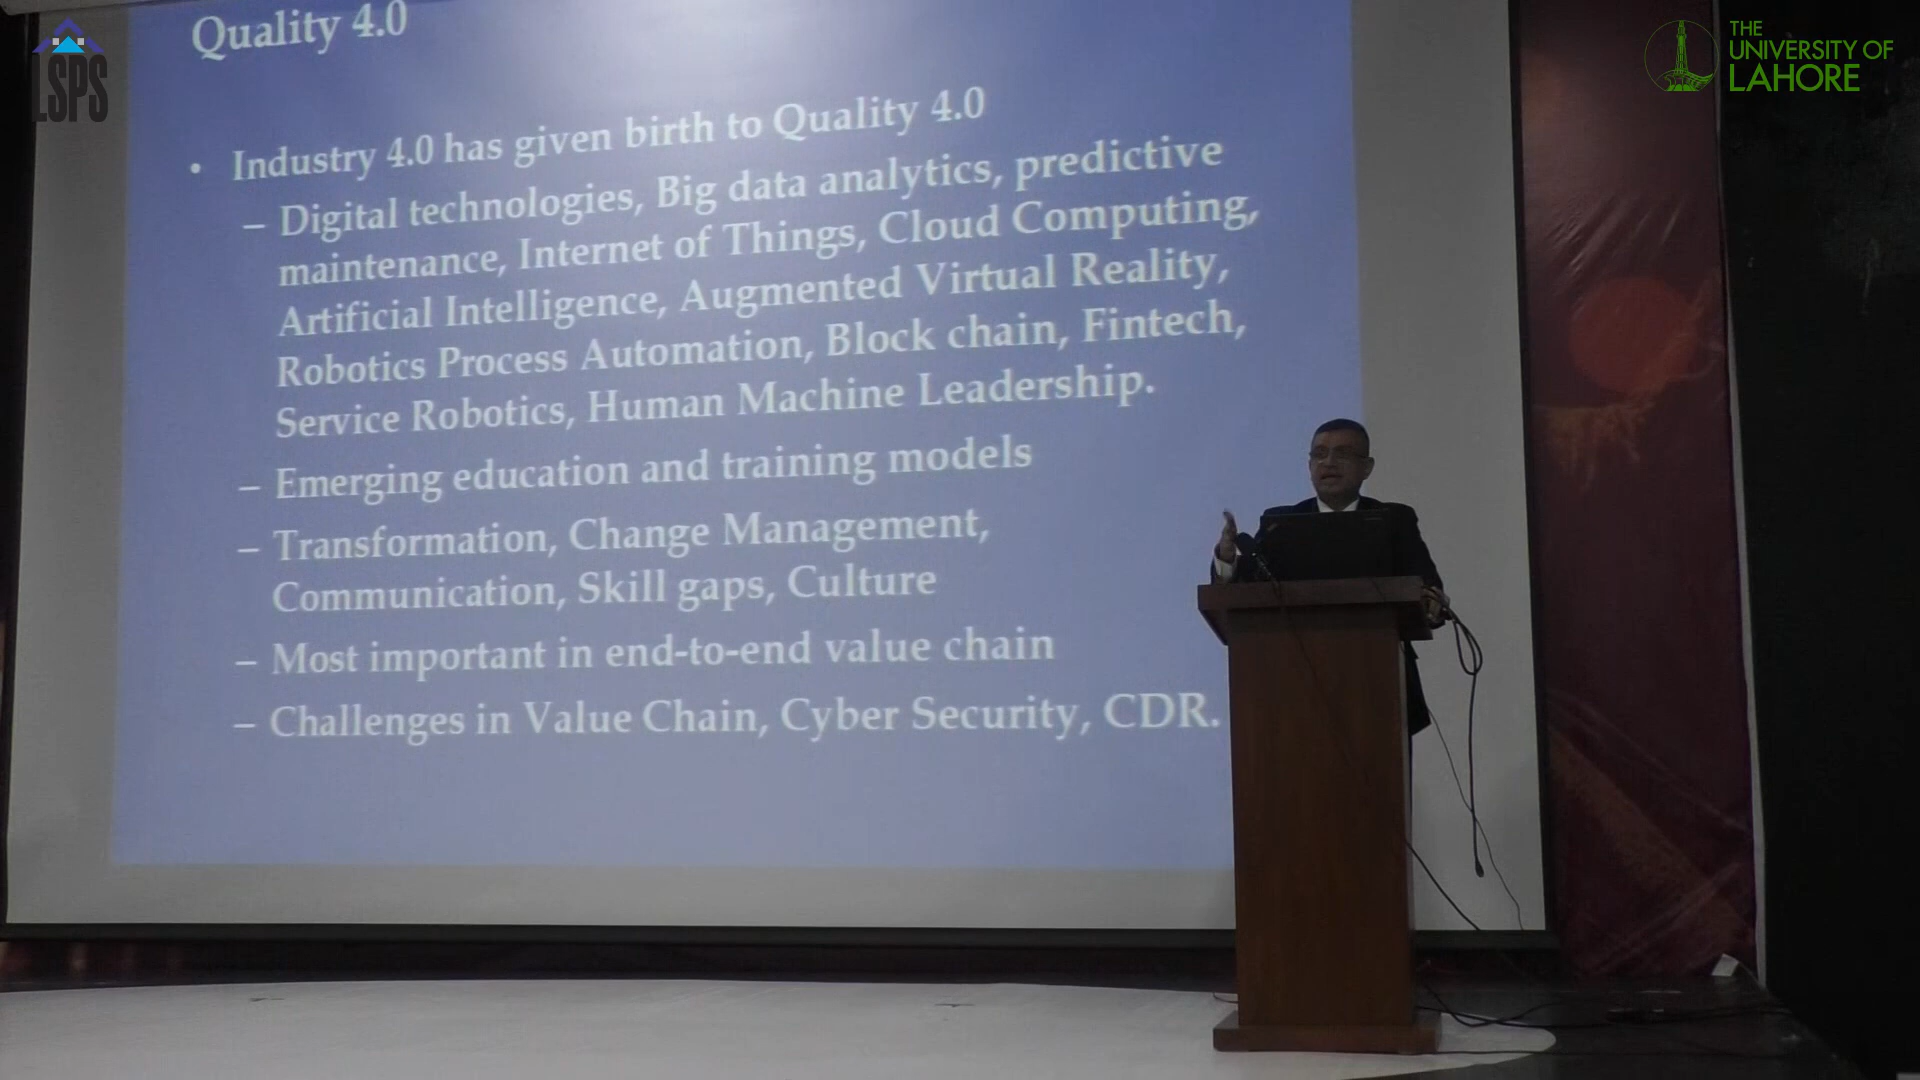 LSPS
THE
UNIVERSITY OF
LAHORE
Quality 4.0
• Industry 4.0 has given birth to Quality 4.0
– Digital technologies, Big data analytics, predictive
maintenance, Internet of Things, Cloud Computing,
Artificial Intelligence, Augmented Virtual Reality,
Robotics Process Automation, Block chain, Fintech,
Service Robotics, Human Machine Leadership.
– Emerging education and training models
– Transformation, Change Management,
Communication, Skill gaps, Culture
– Most important in end-to-end value chain
– Challenges in Value Chain, Cyber Security, CDR.